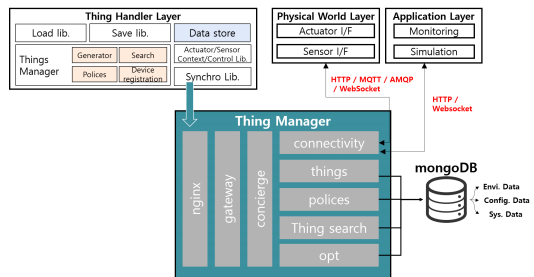 Thing Handler Layer
Load lib.
Save lib.
Data store
Things
Manager
Generator
Search
Polices
Device
registration
Actuator/Sensor
Context/Control Lib.
Synchro Lib.
Physical World Layer
Actuator I/F
Sensor I/F
Application Layer
Monitoring
Simulation
HTTP / MQTT / AMQP
/ WebSocket
HTTP /
Websocket
Thing Manager
nginx
gateway
concierge
connectivity
things
polices
Thing search
opt
mongoDB
Envi. Data
Config. Data
Sys. Data